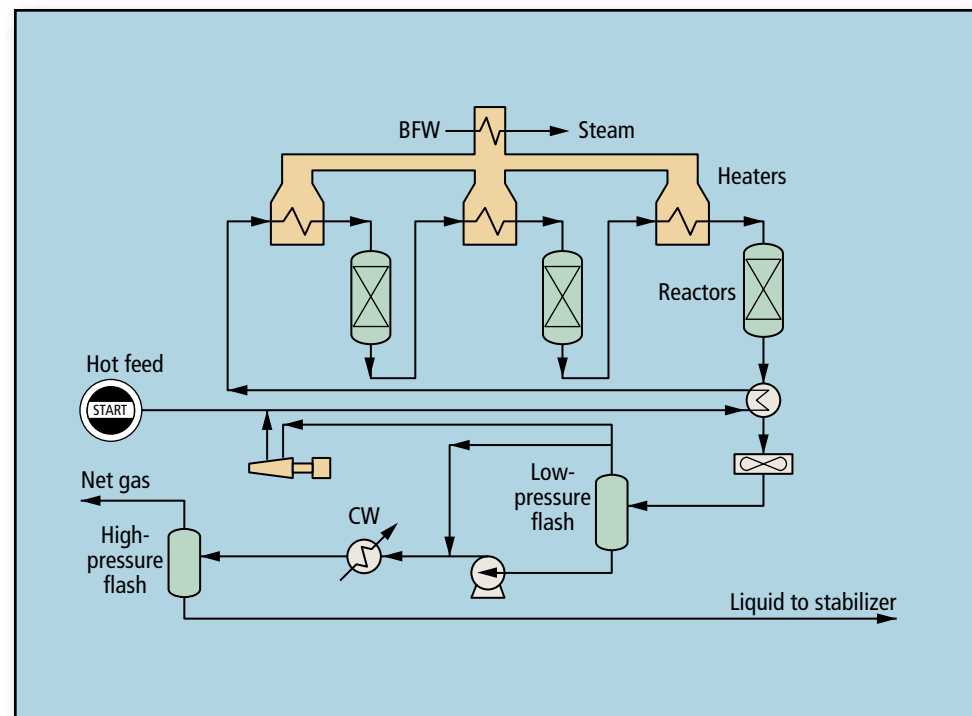 BFW
Steam
Heaters
Reactors
Hot feed
START
Low-
pressure
flash
Net gas
CW
High-
pressure
flash
Liquid to stabilizer